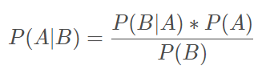 P(A|B) = P(B|A) * P(A) / P(B)